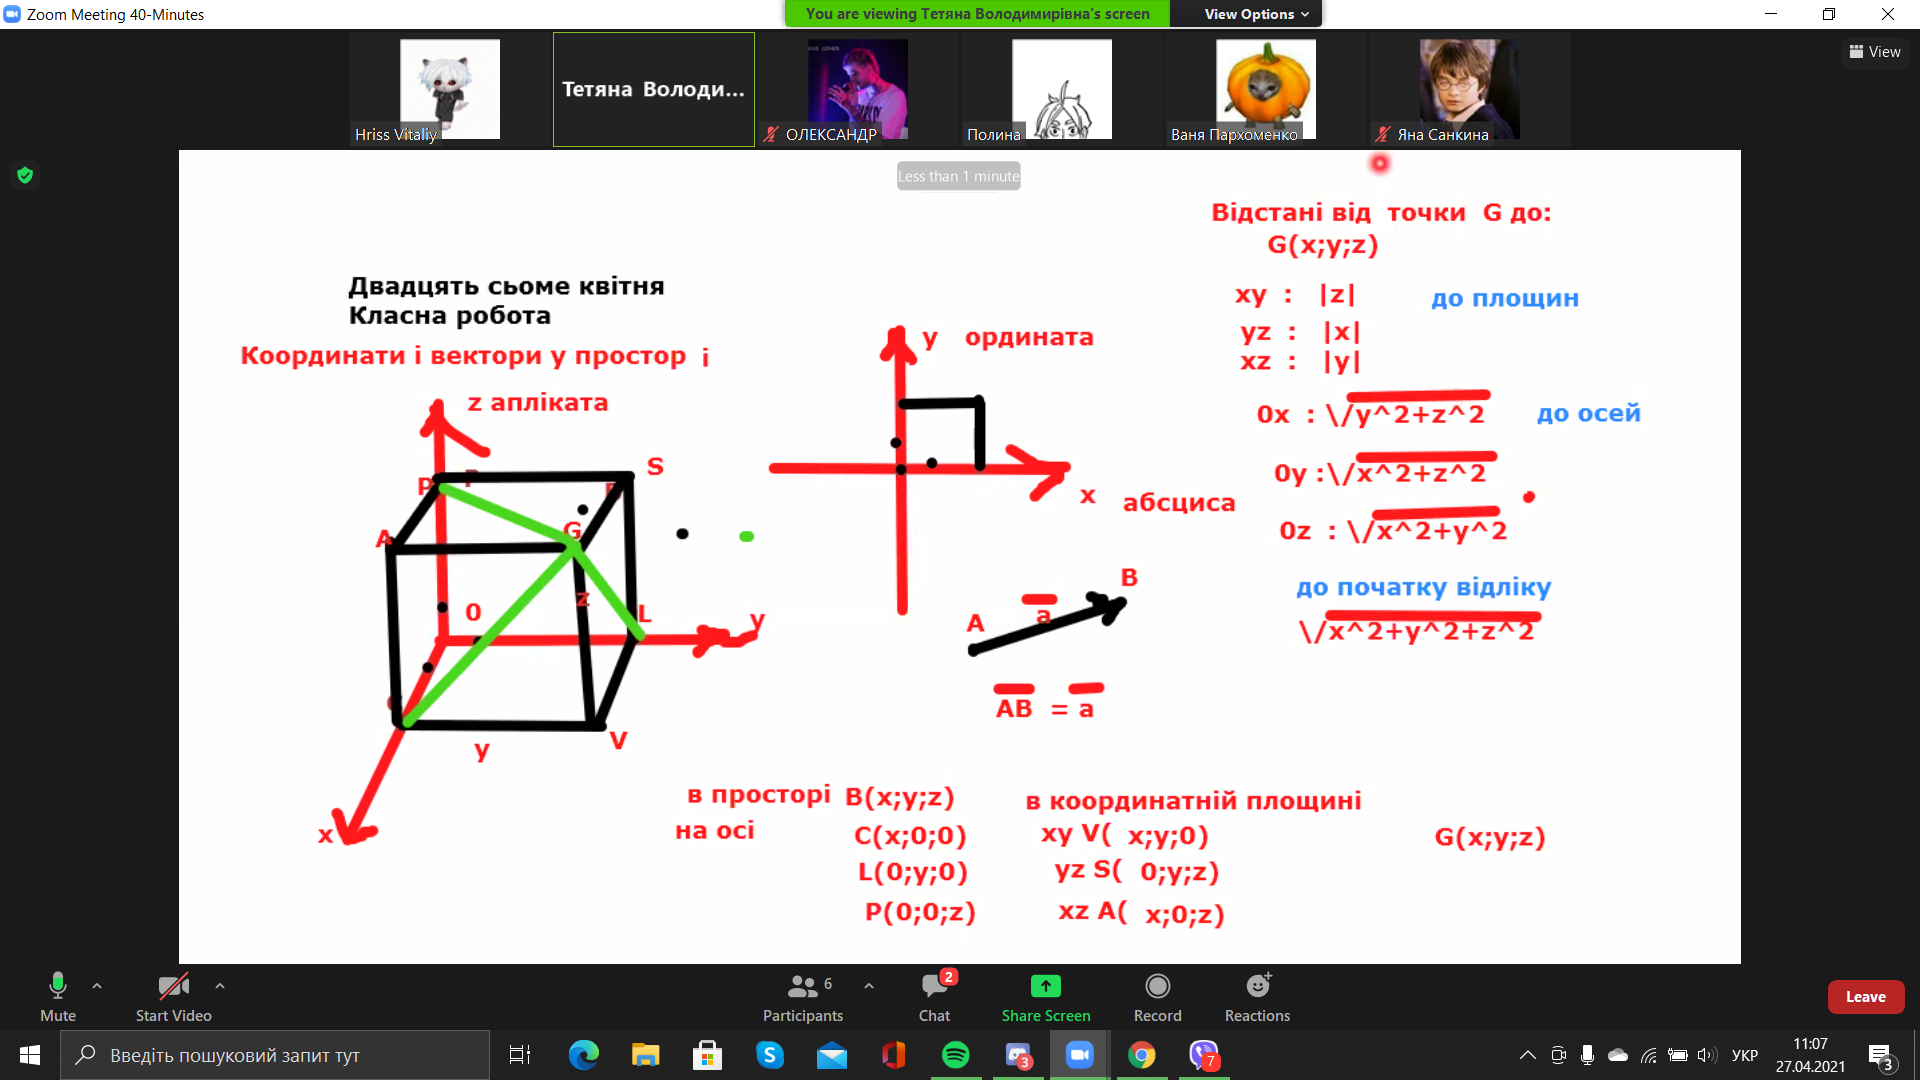 Zoom Meeting 40-Minutes
You are viewing Тетяна Володимирівна's screen
View Options
View
Hriss Vitaliy
Тетяна Володи...
ОЛЕКСАНДР
Полина
Ваня Пархоменко
Яна Санкина
Less than 1 minute
Двадцять сьоме квітня
Класна робота
Координати і вектори у простор і
z апліката
P
S
A
G
z
0
L
y
y
V
x
y ордината
x абсциса
A
a
B
AB = a
Відстані від точки G до:
G(x;y;z)
xy : |z|
до площин
yz : |x|
xz : |y|
0x : \/y^2+z^2
до осей
0y :\/x^2+z^2
0z : \/x^2+y^2
до початку відліку
\/x^2+y^2+z^2
в просторі B(x;y;z)
на осі C(x;0;0)
L(0;y;0)
P(0;0;z)
в координатній площині
xy V( x;y;0)
yz S( 0;y;z)
xz A( x;0;z)
G(x;y;z)
Mute
Start Video
6
Participants
2
Chat
Share Screen
Record
Reactions
Leave
Введіть пошуковий запит тут
3
7
УКР
11:07
27.04.2021
3